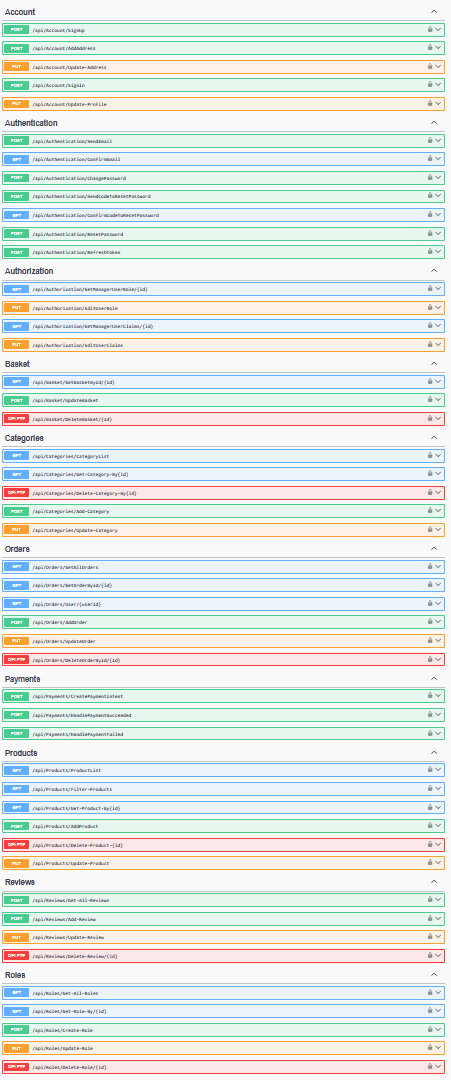 Account
POST /api/Account/SignUp
POST /api/Account/AddAddress
PUT /api/Account/Update-Address
POST /api/Account/SignIn
PUT /api/Account/Update-Profile
Authentication
POST /api/Authentication/SendEmail
GET /api/Authentication/ConfirmEmail
POST /api/Authentication/ChangePassword
POST /api/Authentication/SendCodeToResetPassword
GET /api/Authentication/ConfirmCodeToResetPassword
POST /api/Authentication/ResetPassword
POST /api/Authentication/RefreshToken
Authorization
GET /api/Authorization/GetManagerUserRole/{id}
PUT /api/Authorization/EditUserRole
GET /api/Authorization/GetManagerUserClaims/{id}
PUT /api/Authorization/EditUserClaims
Basket
GET /api/Basket/GetBasketById/{id}
POST /api/Basket/UpdateBasket
DELETE /api/Basket/DeleteBasket/{id}
Categories
GET /api/Categories/CategoryList
GET /api/Categories/Get-Category-By{id}
DELETE /api/Categories/Delete-Category-By{id}
POST /api/Categories/Add-Category
PUT /api/Categories/Update-Category
Orders
GET /api/Orders/GetAllOrders
GET /api/Orders/GetOrderById/{id}
GET /api/Orders/User/{userId}
POST /api/Orders/AddOrder
PUT /api/Orders/UpdateOrder
DELETE /api/Orders/DeleteOrderById/{id}
Payments
POST /api/Payments/CreatePaymentIntent
POST /api/Payments/HandlePaymentSucceeded
POST /api/Payments/HandlePaymentFailed
Products
GET /api/Products/ProductList
GET /api/Products/Filter-Products
GET /api/Products/Get-Product-By{id}
POST /api/Products/AddProduct
DELETE /api/Products/Delete-Product-{id}
PUT /api/Products/Update-Product
Reviews
POST /api/Reviews/Get-All-Reviews
POST /api/Reviews/Add-Review
PUT /api/Reviews/Update-Review
DELETE /api/Reviews/Delete-Review/{id}
Roles
GET /api/Roles/Get-All-Roles
GET /api/Roles/Get-Role-By/{id}
POST /api/Roles/Create-Role
PUT /api/Roles/Update-Role
DELETE /api/Roles/Delete-Role/{id}